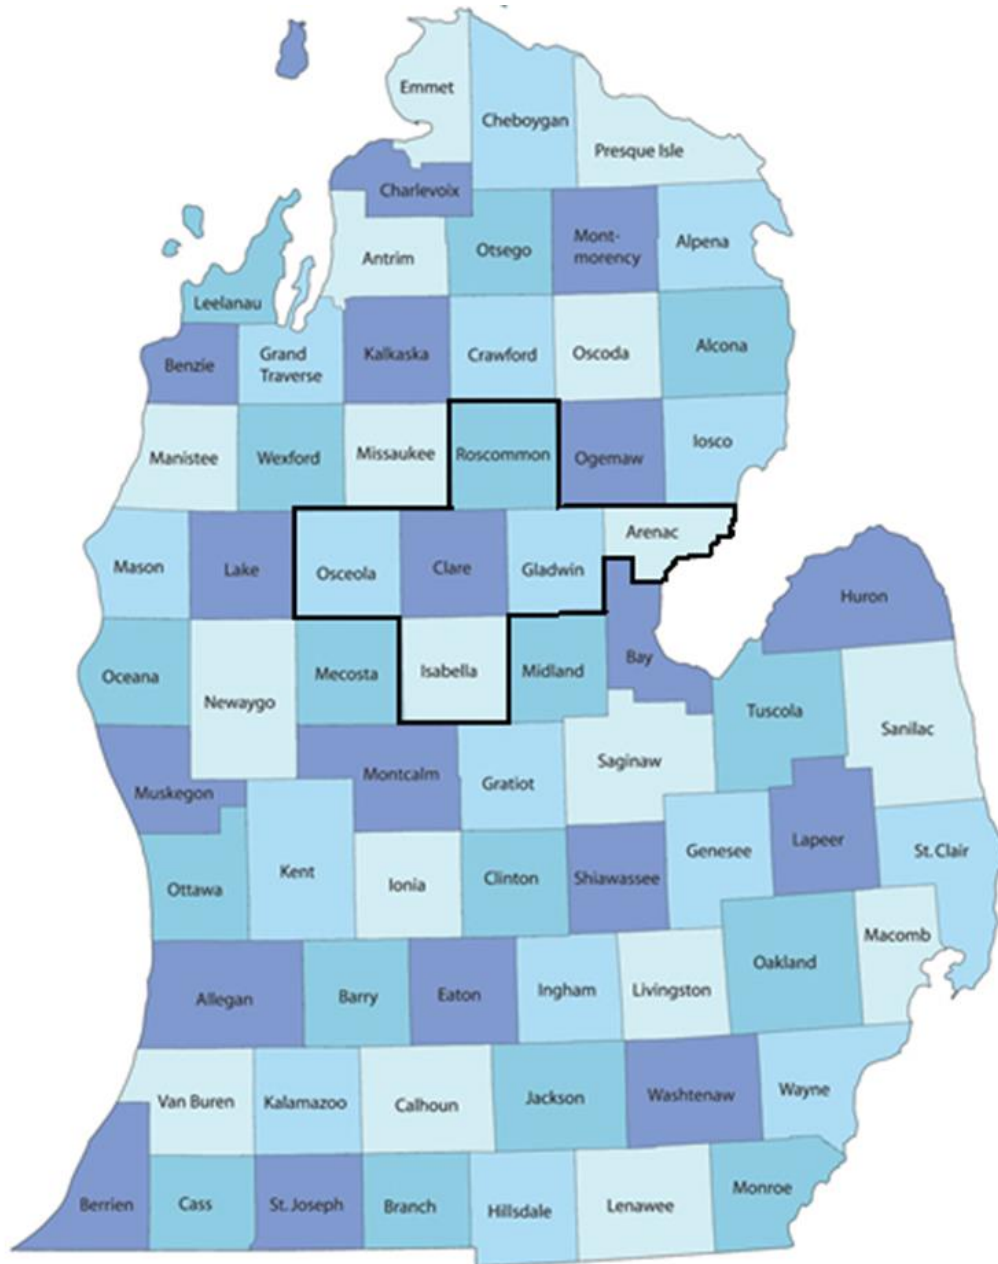 Emmet
Cheboygan
Presque Isle
Charlevoix
Antrim
Otsego
Mont-
morency
Alpena
Leelanau
Benzie
Grand
Traverse
Kalkaska
Crawford
Oscoda
Alcona
Manistee
Wexford
Missaukee
Roscommon
Ogemaw
Iosco
Mason
Lake
Osceola
Clare
Gladwin
Arenac
Huron
Oceana
Newaygo
Mecosta
Isabella
Midland
Bay
Tuscola
Sanilac
Muskegon
Montcalm
Gratiot
Saginaw
Ottawa
Kent
Ionia
Clinton
Shiawassee
Genesee
Lapeer
St. Clair
Allegan
Barry
Eaton
Ingham
Livingston
Oakland
Macomb
Van Buren
Kalamazoo
Calhoun
Jackson
Washtenaw
Wayne
Berrien
Cass
St. Joseph
Branch
Hillsdale
Lenawee
Monroe